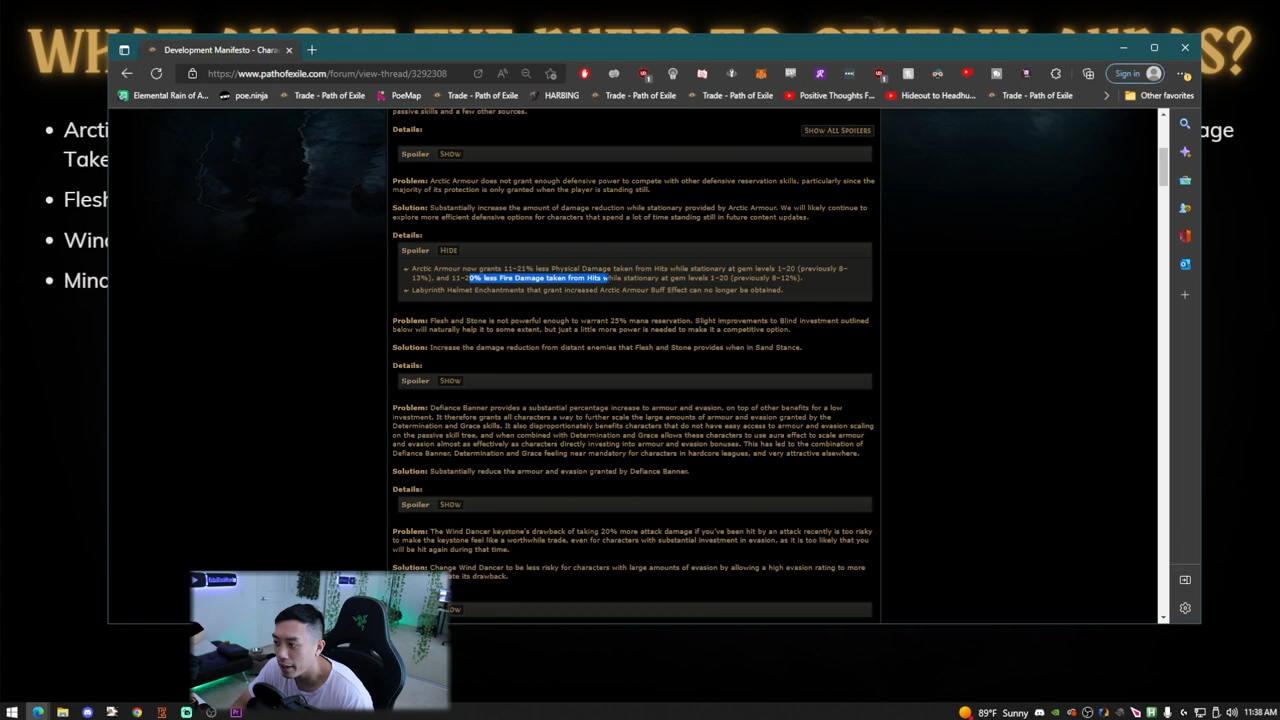 WHAT ABOUT THE BUFFS TO CERTAIN AURAS?
Development Manifesto - Chara
https://www.pathofexile.com/forum/view-thread/3292308
Sign in
Elemental Rain of A...
poe.ninja
Trade - Path of Exile
PoeMap
Trade - Path of Exile
HARBING
Trade - Path of Exile
Trade - Path of Exile
Positive Thoughts F...
Hideout to Headhu...
Trade - Path of Exile
Other favorites
passive skills and a few other sources.
Details:
SHOW ALL SPOILERS
Spoiler SHOW
Arcti
Take
age
Flesh
Wind
Mind
Problem: Arctic Armour does not grant enough defensive power to compete with other defensive reservation skills, particularly since the
majority of its protection is only granted when the player is standing still.
Solution: Substantially increase the amount of damage reduction while stationary provided by Arctic Armour. We will likely continue to
explore more efficient defensive options for characters that spend a lot of time standing still in future content updates.
Details:
Spoiler HIDE
Arctic Armour now grants 11–21% less Physical Damage taken from Hits while stationary at gem levels 1–20 (previously 8–
13%), and 11–20% less Fire Damage taken from Hits while stationary at gem levels 1–20 (previously 8–12%).
Labyrinth Helmet Enchantments that grant increased Arctic Armour Buff Effect can no longer be obtained.
Problem: Flesh and Stone is not powerful enough to warrant 25% mana reservation. Slight improvements to Blind investment outlined
below will naturally help it to some extent, but just a little more power is needed to make it a competitive option.
Solution: Increase the damage reduction from distant enemies that Flesh and Stone provides when in Sand Stance.
Details:
Spoiler SHOW
Problem: Defiance Banner provides a substantial percentage increase to armour and evasion, on top of other benefits for a low
investment. It therefore grants all characters a way to further scale the large amounts of armour and evasion granted by the
Determination and Grace skills. It also disproportionately benefits characters that do not have easy access to armour and evasion scaling
on the passive skill tree, and when combined with Determination and Grace allows these characters to use aura effect to scale armour
and evasion almost as effectively as characters directly investing into armour and evasion bonuses. This has led to the combination of
Defiance Banner, Determination and Grace feeling near mandatory for characters in hardcore leagues, and very attractive elsewhere.
Solution: Substantially reduce the armour and evasion granted by Defiance Banner.
Details:
Spoiler SHOW
Problem: The Wind Dancer keystone's drawback of taking 20% more attack damage if you've been hit by an attack recently is too risky
to make the keystone feel like a worthwhile trade, even for characters with substantial investment in evasion, as it is too likely that you
will be hit again during that time.
Solution: Change Wind Dancer to be less risky for characters with large amounts of evasion by allowing a high evasion rating to more
ate its drawback.
ow
89°F Sunny
11:38 AM